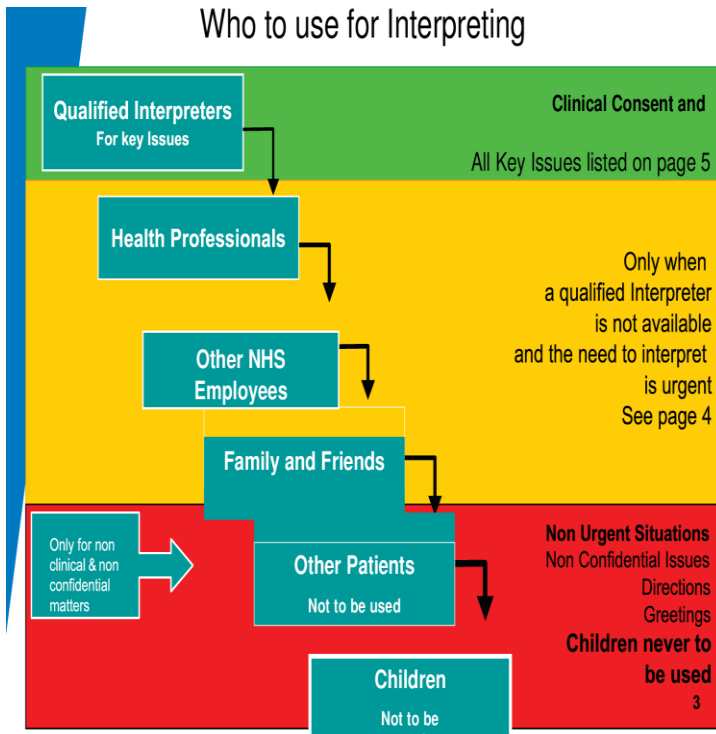 Who to use for Interpreting
Qualified Interpreters
For key Issues
Clinical Consent and
All Key Issues listed on page 5
Health Professionals
Only when
a qualified Interpreter
is not available
and the need to interpret
is urgent
See page 4
Other NHS
Employees
Family and Friends
Only for non
clinical & non
confidential
matters
Non Urgent Situations
Non Confidential Issues
Directions
Greetings
Children never to
be used
Other Patients
Not to be used
Children
Not to be
3